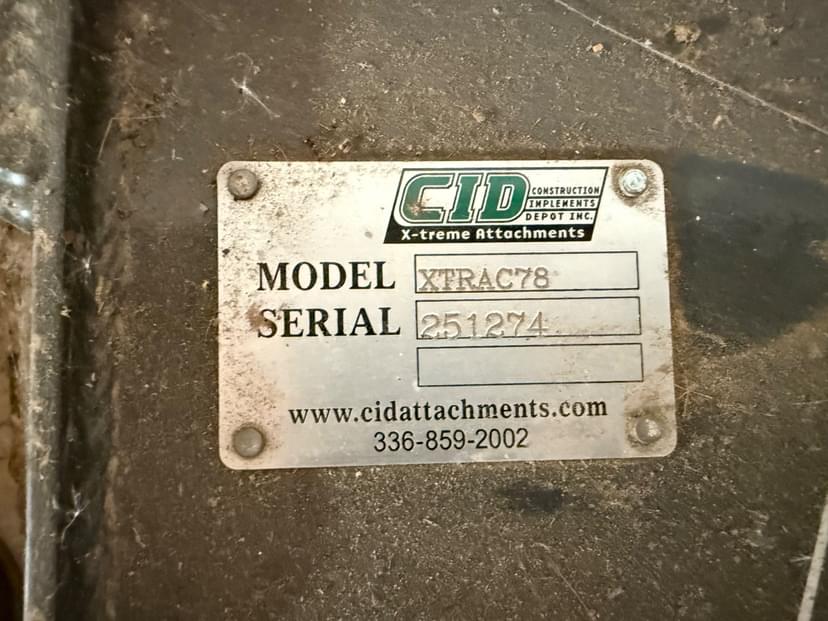 CID CONSTRUCTION
IMPLEMENTS
DEPOT INC.
X-treme Attachments
MODEL XTRAC78
SERIAL 251274
www.cidattachments.com
336-859-2002